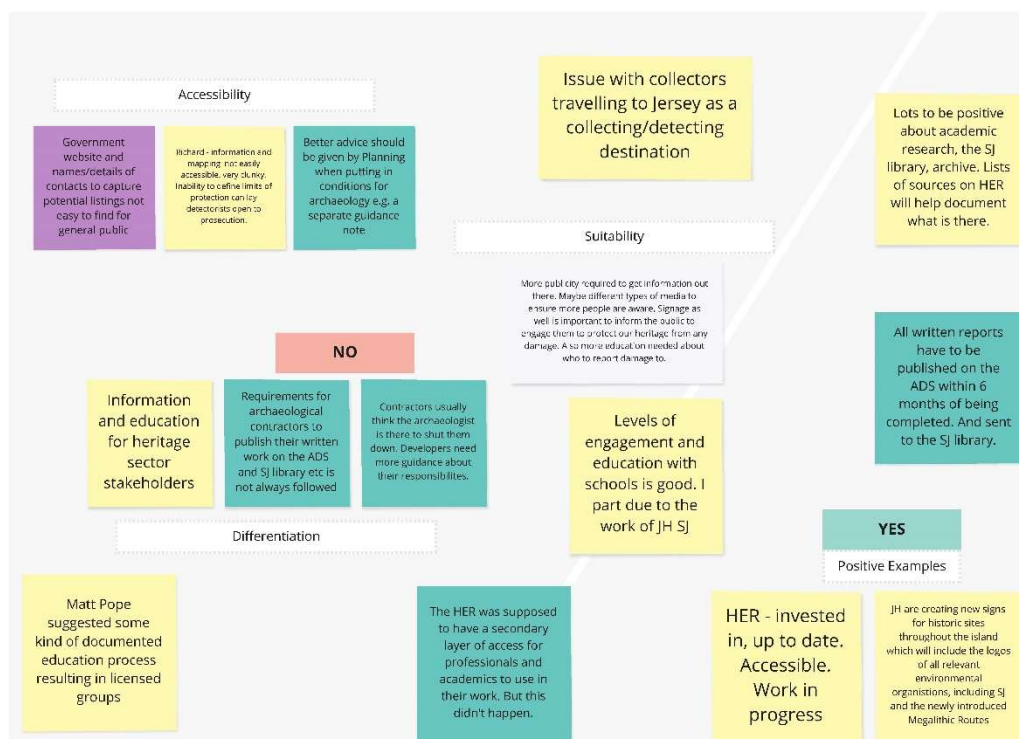 Accessibility
Government
website and
names/details of
contacts to capture
potential listings not
easy to find for
general public
Richard - information and
mapping not easily
accessible, very clunky.
Inability to define limits of
protection can lay
detectorists open to
prosecution.
Better advice should
be given by Planning
when putting in
conditions for
archaeology e.g. a
separate guidance
note
Issue with collectors
travelling to Jersey as a
collecting/detecting
destination
Lots to be positive
about academic
research, the SJ
library, archive. Lists
of sources on HER
will help document
what is there.
Suitability
More publicity required to get information out
there. Maybe different types of media to
ensure more people are aware. Signage as
well is important to inform the public to
engage them to protect our heritage from any
damage. Also more education needed about
who to report damage to.
NO
Information
and education
for heritage
sector
stakeholders
Requirements for
archaeological
contractors to
publish their written
work on the ADS
and SJ library etc is
not always followed
Contractors usually
think the archaeologist
is there to shut them
down. Developers need
more guidance about
their responsibilites.
Levels of
engagement and
education with
schools is good. I
part due to the
work of JH SJ
All written reports
have to be
published on the
ADS within 6
months of being
completed. And sent
to the SJ library.
Differentiation
YES
Positive Examples
Matt Pope
suggested some
kind of documented
education process
resulting in licensed
groups
The HER was supposed
to have a secondary
layer of access for
professionals and
academics to use in
their work. But this
didn't happen.
HER - invested
in, up to date.
Accessible.
Work in
progress
JH are creating new signs
for historic sites
throughout the island
which will include the logos
of all relevant
environmental
organistions, including SJ
and the newly introduced
Megalithic Routes